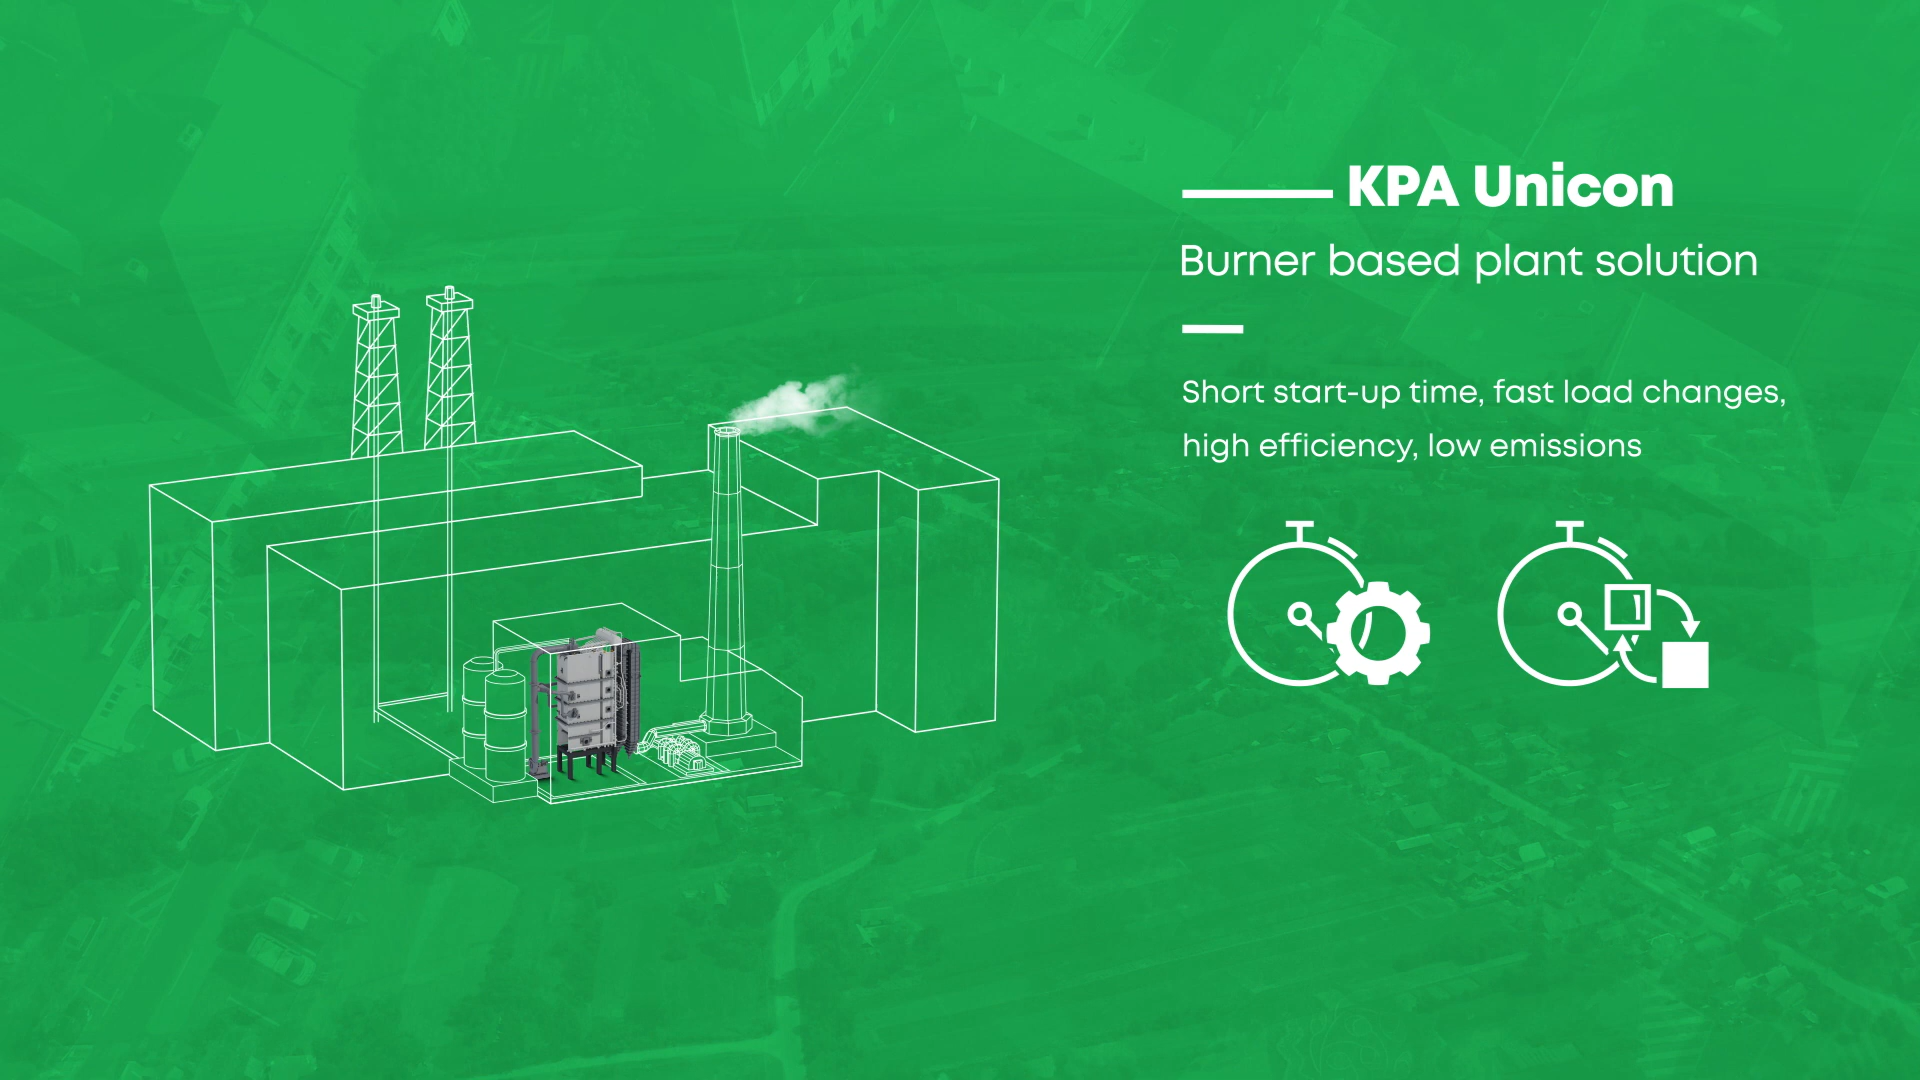 KPA Unicon
Burner based plant solution
Short start-up time, fast load changes,
high efficiency, low emissions